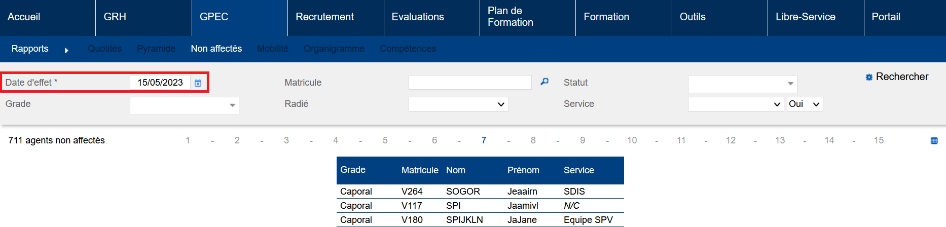 Accueil GRH GPEC Recrutement Evaluations Plan de Formation Formation Outils Libre-Service Portail
Rapports Quotités Pyramide Non affectés Mobilité Organigramme Compétences
Date d'effet * 15/05/2023 Matricule Statut Rechercher
Grade Radié Service Oui
711 agents non affectés 1 - 2 - 3 - 4 - 5 - 6 - 7 - 8 - 9 - 10 - 11 - 12 - 13 - 14 - 15
Grade Matricule Nom Prénom Service
Caporal V264 SOGOR Jeaairn SDIS
Caporal V117 SPI Jaamivl N/C
Caporal V180 SPIJKLN JaJane Equipe SPV